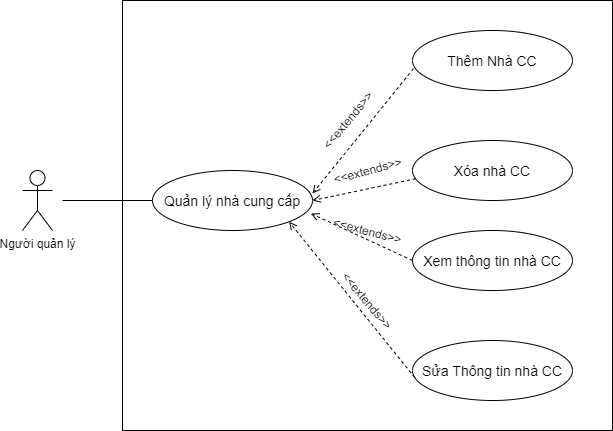 Thêm Nhà CC
<<extends>>
<<extends>>
Xóa nhà CC
Quản lý nhà cung cấp
<<extends>>
Người quản lý
Xem thông tin nhà CC
<<extends>>
Sửa Thông tin nhà CC